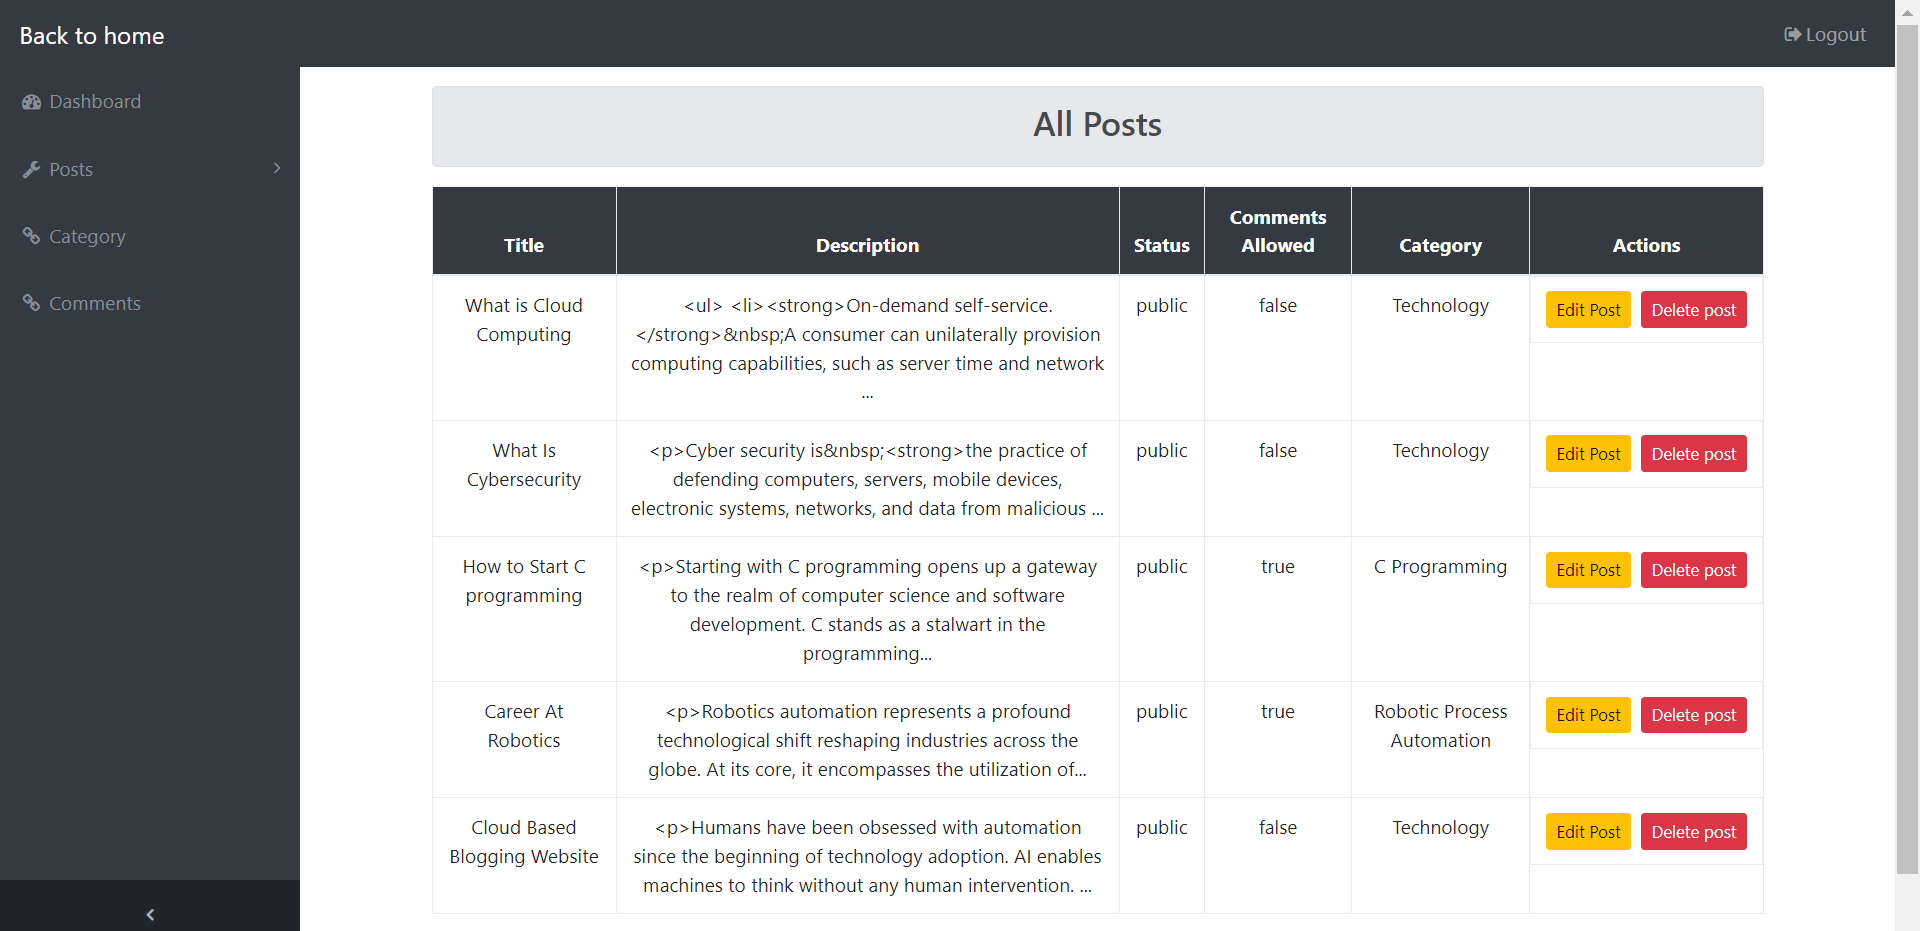 Back to home
Logout
Dashboard
Posts
Category
Comments
All Posts
Title
Description
Status
Comments
Allowed
Category
Actions
What is Cloud
Computing
<ul> <li><strong>On-demand self-service.
</strong>&nbsp;A consumer can unilaterally provision
computing capabilities, such as server time and network
...
public
false
Technology
Edit Post
Delete post
What Is
Cybersecurity
<p>Cyber security is&nbsp;<strong>the practice of
defending computers, servers, mobile devices,
electronic systems, networks, and data from malicious ...
public
false
Technology
Edit Post
Delete post
How to Start C
programming
<p>Starting with C programming opens up a gateway
to the realm of computer science and software
development. C stands as a stalwart in the
programming...
public
true
C Programming
Edit Post
Delete post
Career At
Robotics
<p>Robotics automation represents a profound
technological shift reshaping industries across the
globe. At its core, it encompasses the utilization of...
public
true
Robotic Process
Automation
Edit Post
Delete post
Cloud Based
Blogging Website
<p>Humans have been obsessed with automation
since the beginning of technology adoption. AI enables
machines to think without any human intervention. ...
public
false
Technology
Edit Post
Delete post